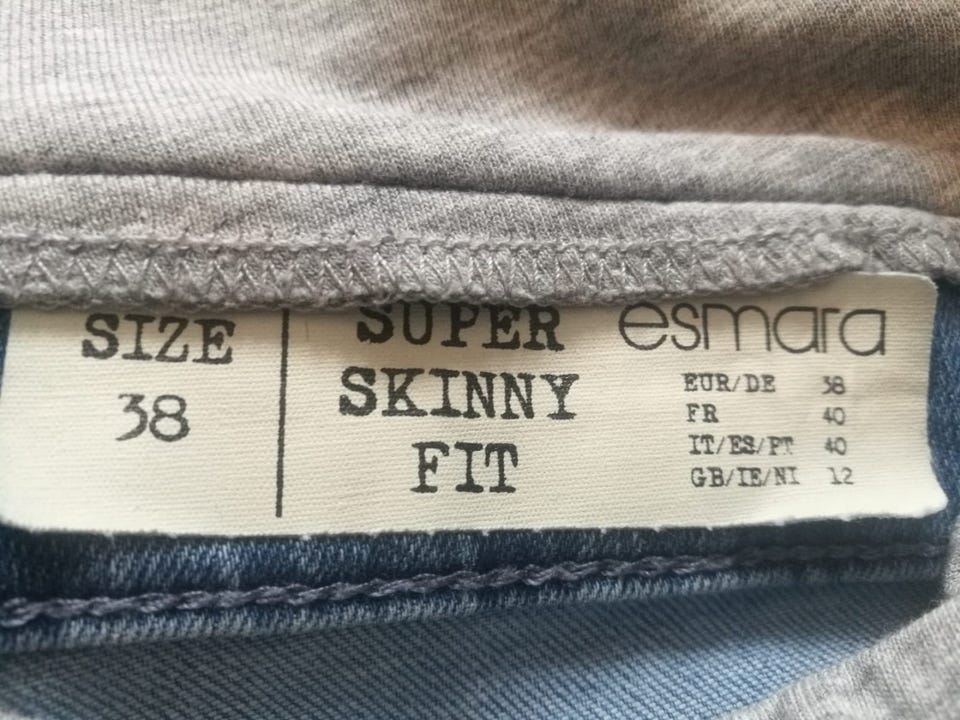 SIZE
38
SUPER
SKINNY
FIT
esmara
EUR/DE 38
FR 40
IT/ES/PT 40
GB/IE/NI 12